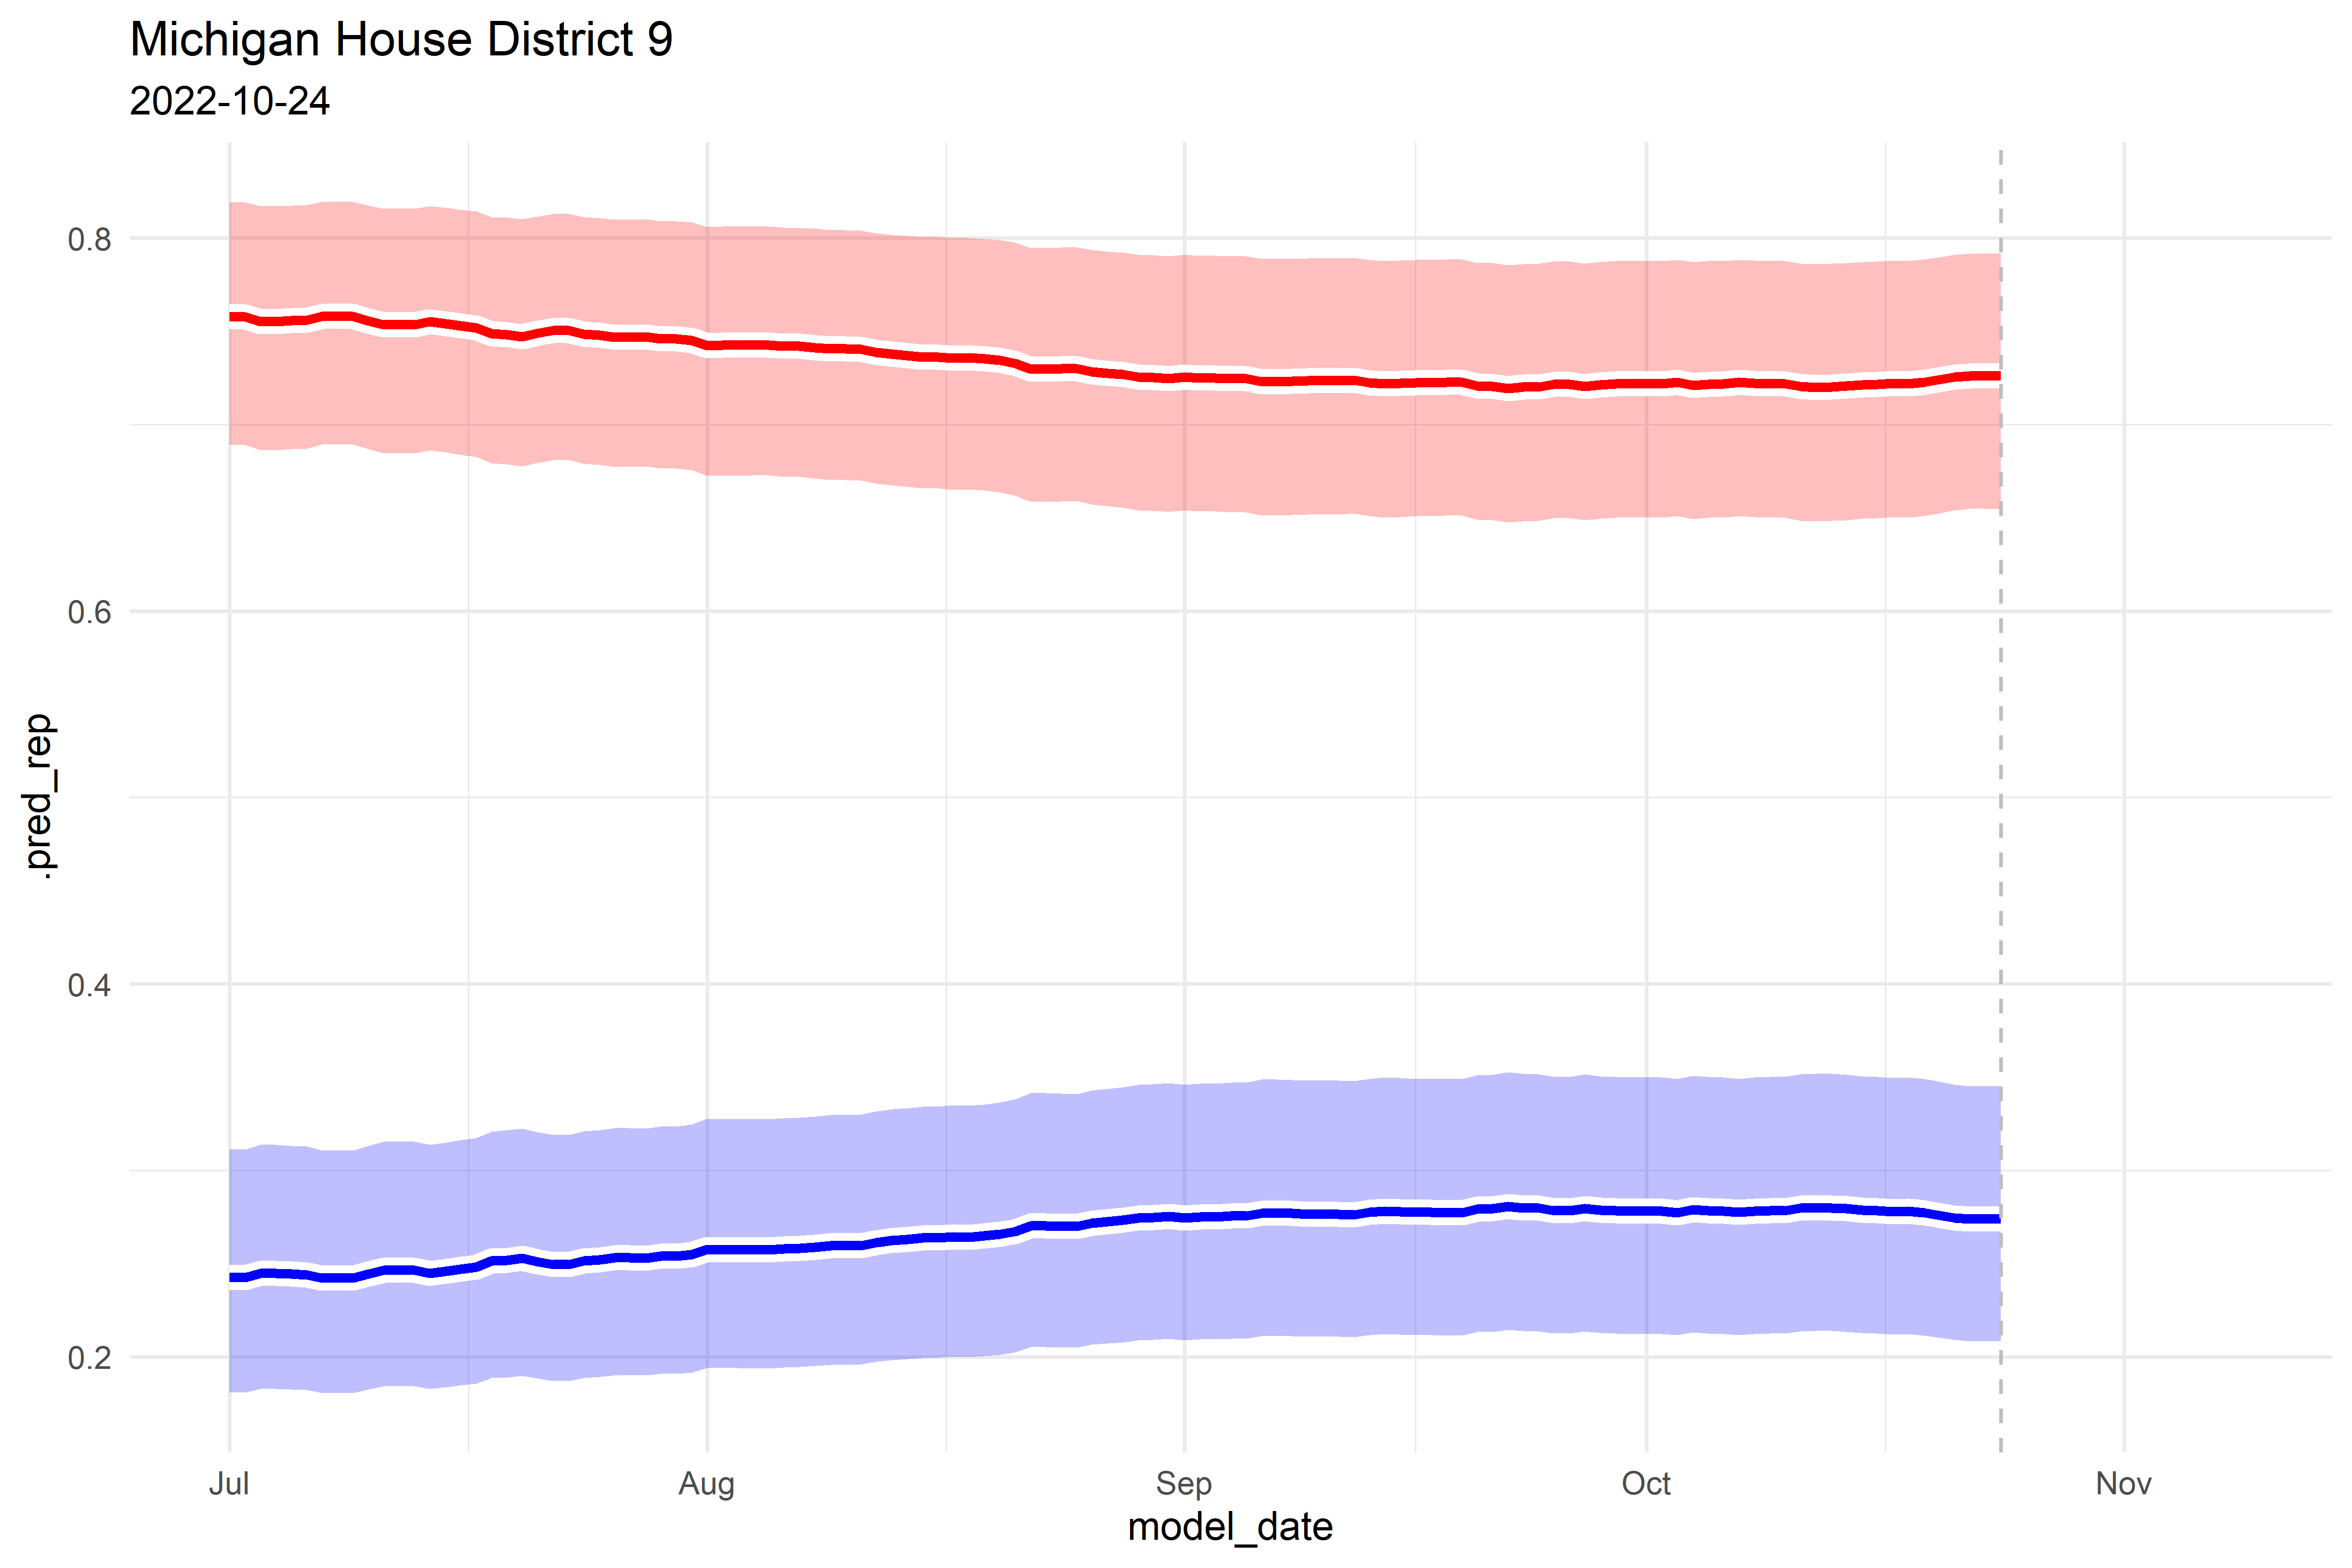 Michigan House District 9
2022-10-24
0.8
0.6
0.4
0.2
.pred_rep
Jul Aug Sep Oct Nov
model_date